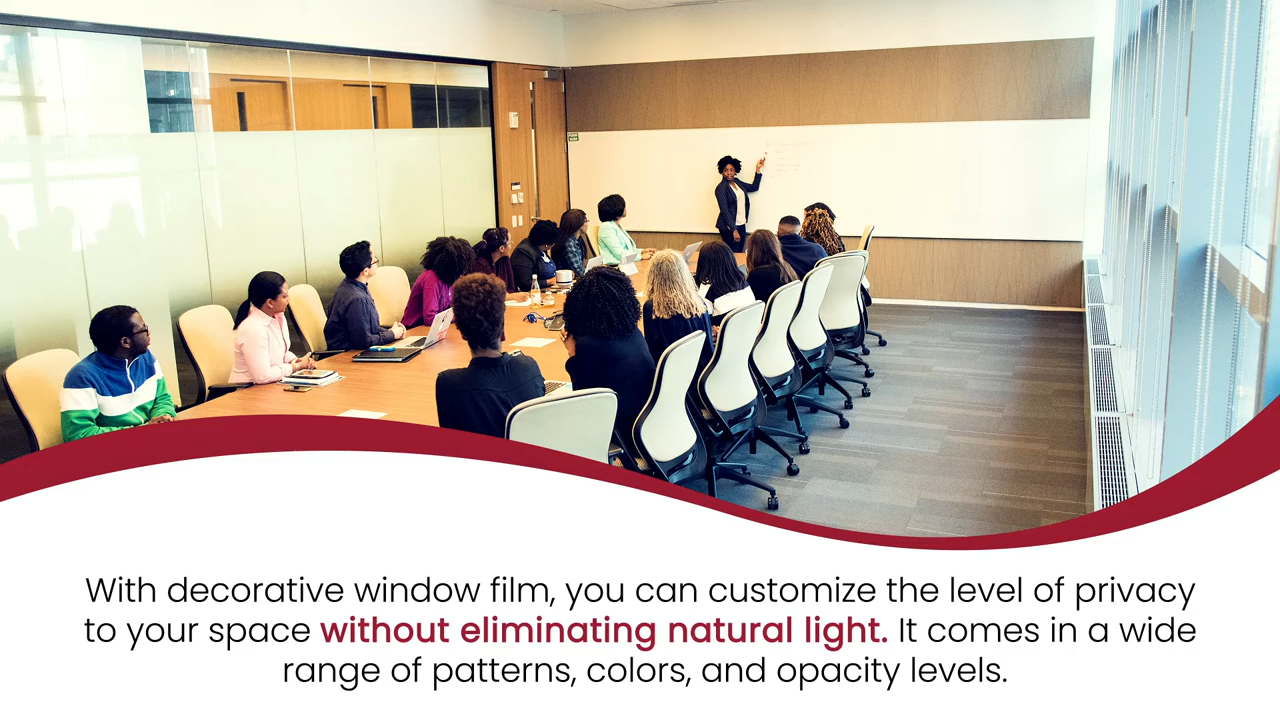 With decorative window film, you can customize the level of privacy
to your space without eliminating natural light. It comes in a wide
range of patterns, colors, and opacity levels.